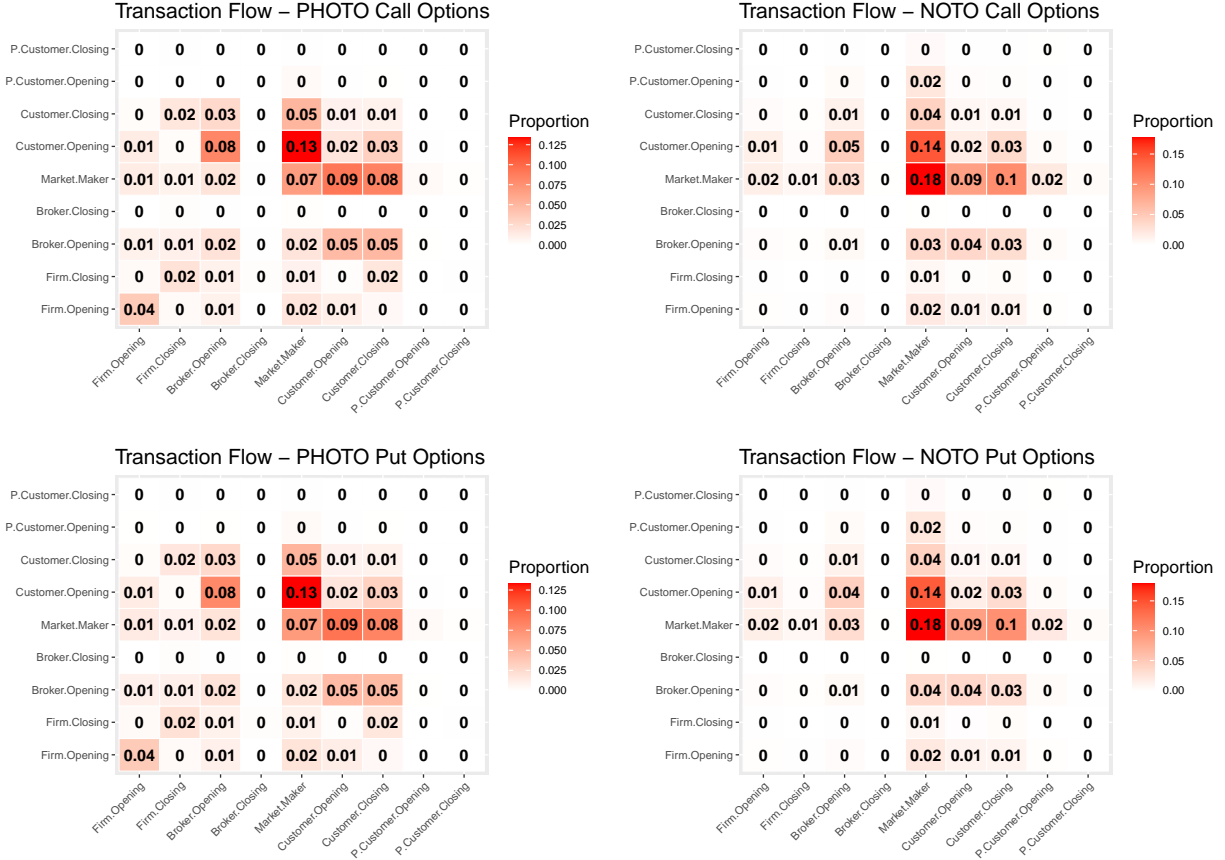 Transaction Flow − PHOTO Call Options
P.Customer.Closing 0 0 0 0 0 0 0 0 0
P.Customer.Opening 0 0 0 0 0 0 0 0 0
Customer.Closing 0 0.02 0.03 0 0.05 0.01 0.01 0 0
Customer.Opening 0.01 0 0.08 0 0.13 0.02 0.03 0 0
Market.Maker 0.01 0.01 0.02 0 0.07 0.09 0.08 0 0
Broker.Closing 0 0 0 0 0 0 0 0 0
Broker.Opening 0.01 0.01 0.02 0 0.02 0.05 0.05 0 0
Firm.Closing 0 0.02 0.01 0 0.01 0 0.02 0 0
Firm.Opening 0.04 0 0.01 0 0.02 0.01 0 0 0
Firm.Opening
Firm.Closing
Broker.Opening
Broker.Closing
Market.Maker
Customer.Opening
Customer.Closing
P.Customer.Opening
P.Customer.Closing
Proportion
0.125
0.100
0.075
0.050
0.025
0.000
Transaction Flow − NOTO Call Options
P.Customer.Closing 0 0 0 0 0 0 0 0 0
P.Customer.Opening 0 0 0 0 0.02 0 0 0 0
Customer.Closing 0 0 0.01 0 0.04 0.01 0.01 0 0
Customer.Opening 0.01 0 0.05 0 0.14 0.02 0.03 0 0
Market.Maker 0.02 0.01 0.03 0 0.18 0.09 0.1 0.02 0
Broker.Closing 0 0 0 0 0 0 0 0 0
Broker.Opening 0 0 0.01 0 0.03 0.04 0.03 0 0
Firm.Closing 0 0 0 0 0.01 0 0 0 0
Firm.Opening 0 0 0 0 0.02 0.01 0.01 0 0
Firm.Opening
Firm.Closing
Broker.Opening
Broker.Closing
Market.Maker
Customer.Opening
Customer.Closing
P.Customer.Opening
P.Customer.Closing
Proportion
0.15
0.10
0.05
0.00
Transaction Flow − PHOTO Put Options
P.Customer.Closing 0 0 0 0 0 0 0 0 0
P.Customer.Opening 0 0 0 0 0 0 0 0 0
Customer.Closing 0 0.02 0.03 0 0.05 0.01 0.01 0 0
Customer.Opening 0.01 0 0.08 0 0.13 0.02 0.03 0 0
Market.Maker 0.01 0.01 0.02 0 0.07 0.09 0.08 0 0
Broker.Closing 0 0 0 0 0 0 0 0 0
Broker.Opening 0.01 0.01 0.02 0 0.02 0.05 0.05 0 0
Firm.Closing 0 0.02 0.01 0 0.01 0 0.02 0 0
Firm.Opening 0.04 0 0.01 0 0.02 0.01 0 0 0
Firm.Opening
Firm.Closing
Broker.Opening
Broker.Closing
Market.Maker
Customer.Opening
Customer.Closing
P.Customer.Opening
P.Customer.Closing
Proportion
0.125
0.100
0.075
0.050
0.025
0.000
Transaction Flow − NOTO Put Options
P.Customer.Closing 0 0 0 0 0 0 0 0 0
P.Customer.Opening 0 0 0 0 0.02 0 0 0 0
Customer.Closing 0 0 0.01 0 0.04 0.01 0.01 0 0
Customer.Opening 0.01 0 0.04 0 0.14 0.02 0.03 0 0
Market.Maker 0.02 0.01 0.03 0 0.18 0.09 0.1 0.02 0
Broker.Closing 0 0 0 0 0 0 0 0 0
Broker.Opening 0 0 0.01 0 0.04 0.04 0.03 0 0
Firm.Closing 0 0 0 0 0.01 0 0 0 0
Firm.Opening 0 0 0 0 0.02 0.01 0.01 0 0
Firm.Opening
Firm.Closing
Broker.Opening
Broker.Closing
Market.Maker
Customer.Opening
Customer.Closing
P.Customer.Opening
P.Customer.Closing
Proportion
0.15
0.10
0.05
0.00